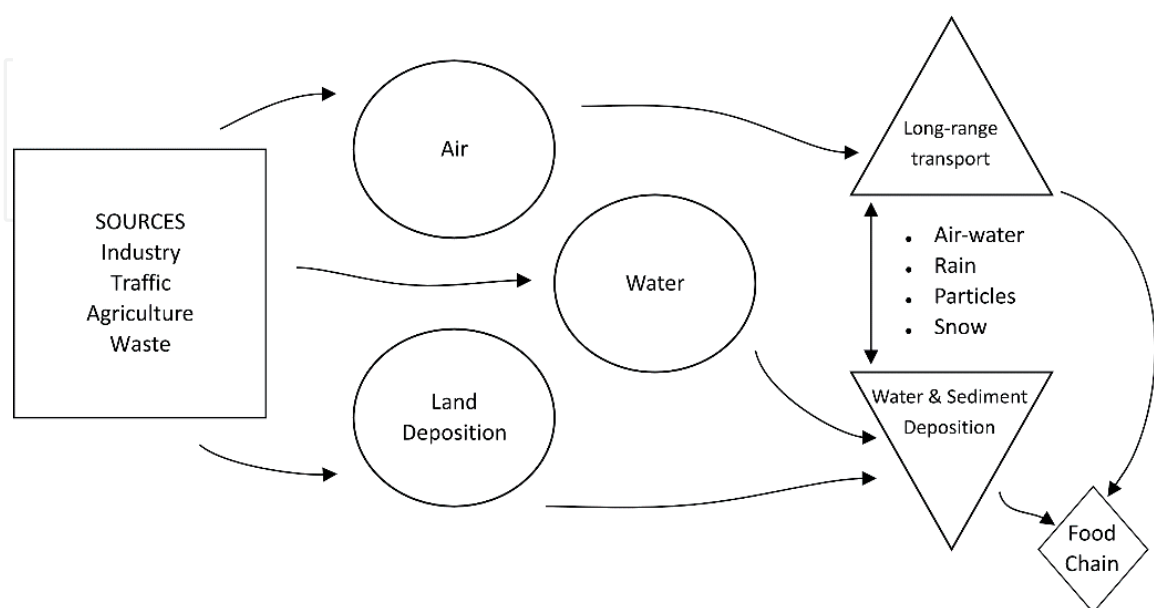 SOURCES
Industry
Traffic
Agriculture
Waste
Air
Water
Land
Deposition
Long-range
transport
• Air-water
• Rain
• Particles
• Snow
Water & Sediment
Deposition
Food
Chain